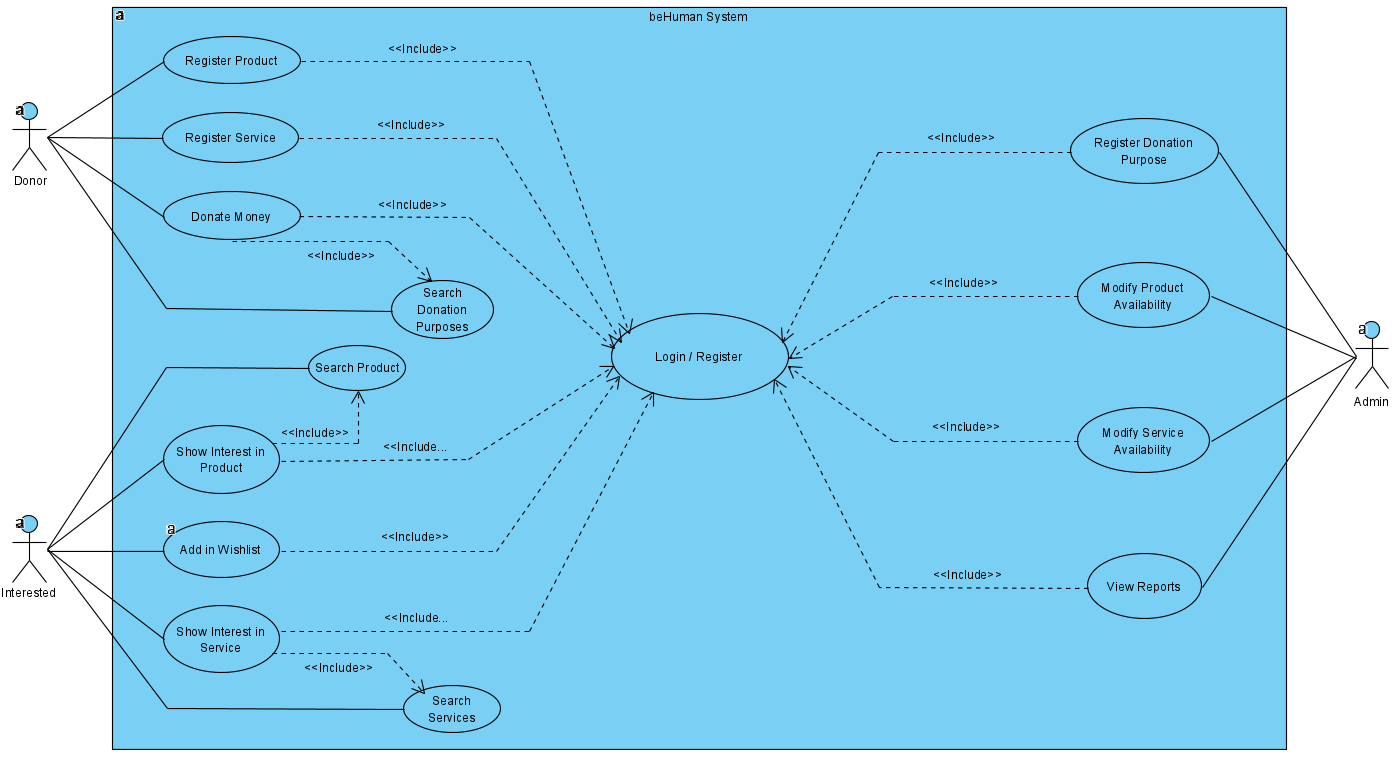 a
beHuman System
Register Product
<<Include>>
a
Donor
Register Service
<<Include>>
Donate Money
<<Include>>
<<Include>>
Search
Donation
Purposes
Search Product
<<Include>>
Show Interest in
Product
<<Include...
a
Interested
a
Add in Wishlist
<<Include>>
Show Interest in
Service
<<Include...
<<Include>>
Search
Services
Login / Register
<<Include>>
Register Donation
Purpose
<<Include>>
Modify Product
Availability
<<Include>>
Modify Service
Availability
<<Include>>
View Reports
a
Admin